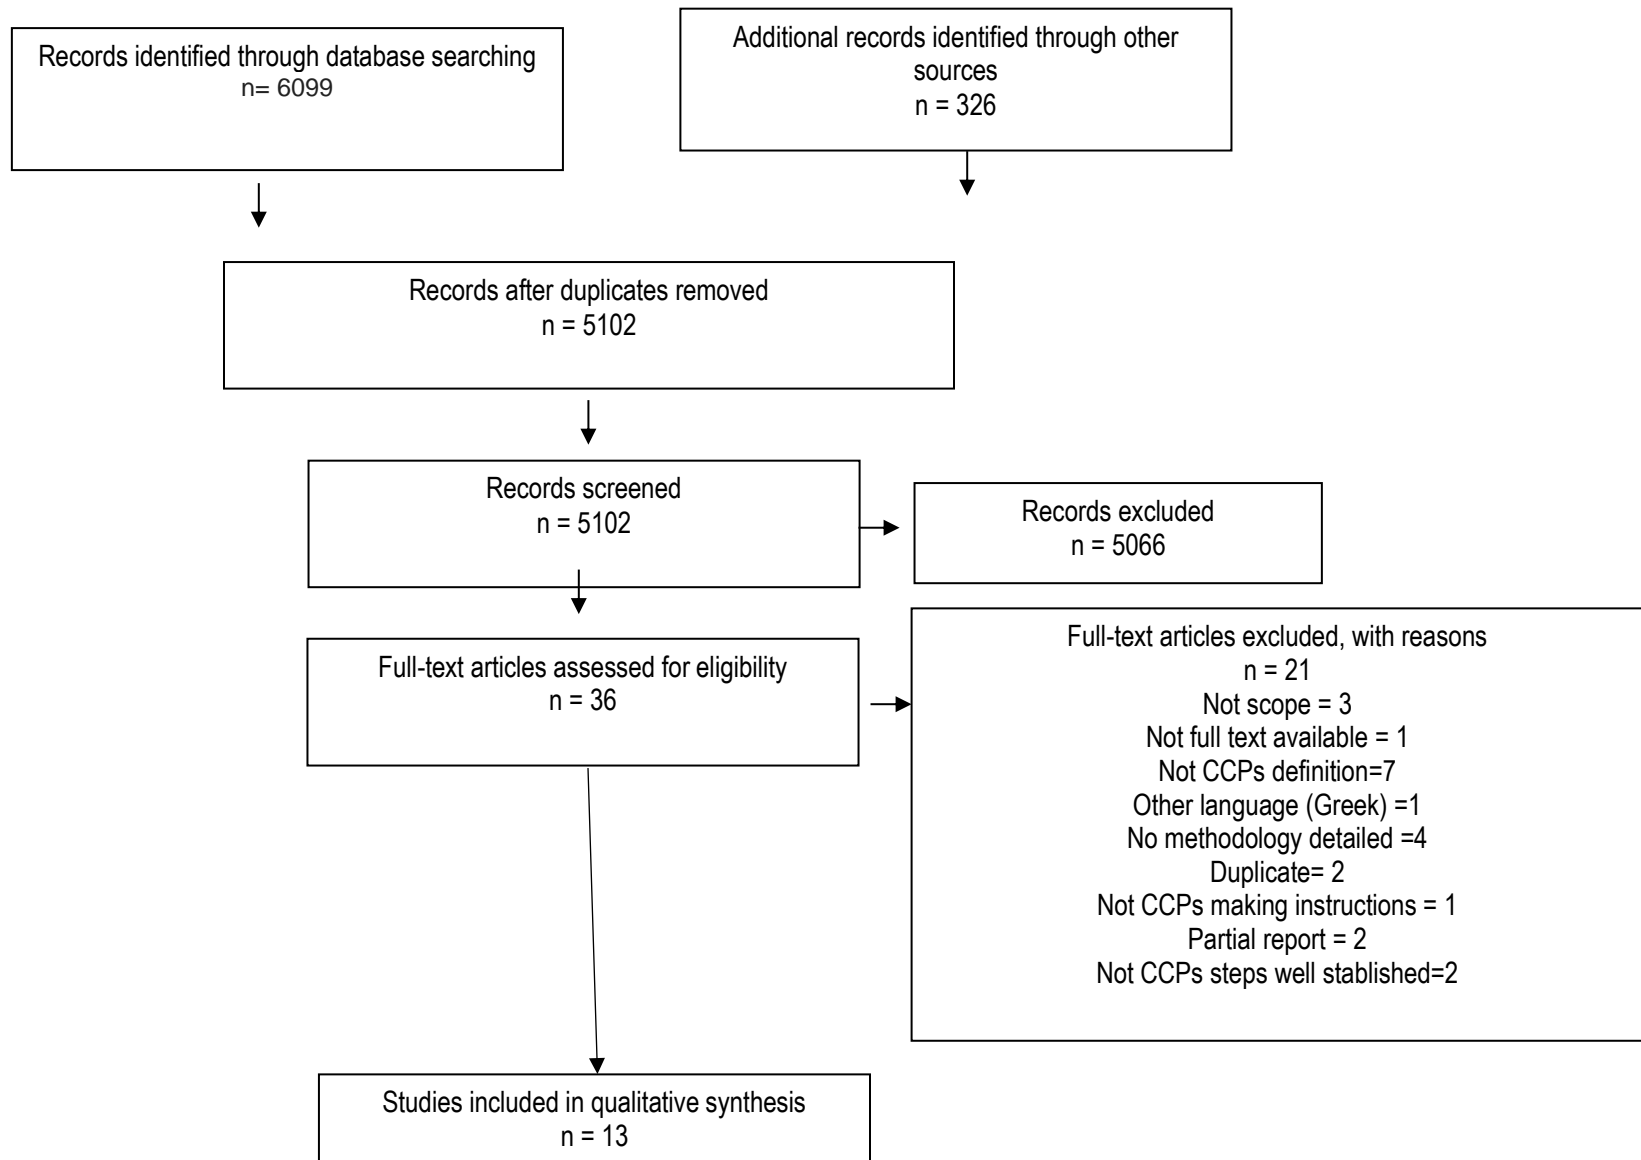 Records identified through database searching
n= 6099
Additional records identified through other
sources
n = 326
Records after duplicates removed
n = 5102
Records screened
n = 5102
Records excluded
n = 5066
Full-text articles assessed for eligibility
n = 36
Full-text articles excluded, with reasons
n = 21
Not scope = 3
Not full text available = 1
Not CCPs definition=7
Other language (Greek) =1
No methodology detailed =4
Duplicate= 2
Not CCPs making instructions = 1
Partial report = 2
Not CCPs steps well stablished=2
Studies included in qualitative synthesis
n = 13